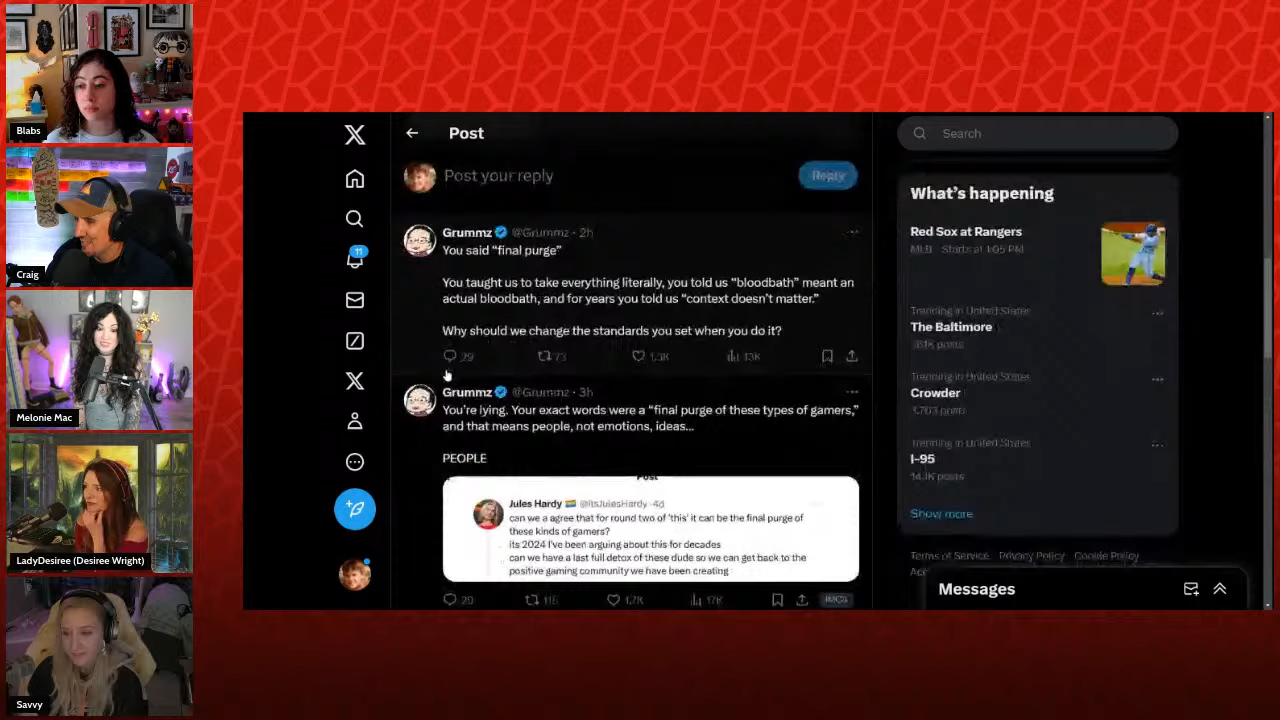 Blabs
Craig
Melonie Mac
LadyDesiree (Desiree Wright)
Savvy
Post
Post your reply
Reply
Grummz @Grummz · 2h
You said “final purge”
You taught us to take everything literally, you told us “bloodbath” meant an
actual bloodbath, and for years you told us “context doesn’t matter.”
Why should we change the standards you set when you do it?
29 73 1.3K 13K
Grummz @Grummz · 3h
You’re lying. Your exact words were a “final purge of these types of gamers,”
and that means people, not emotions, ideas...
PEOPLE
Post
Jules Hardy @ItsJulesHardy · 4d
can we a agree that for round two of 'this' it can be the final purge of
these kinds of gamers?
its 2024 I've been arguing about this for decades
can we have a last full detox of these dude so we can get back to the
positive gaming community we have been creating
29 116 1.7K 17K
11
Search
What’s happening
Red Sox at Rangers
MLB · Starts at 1:05 PM
Trending in United States
The Baltimore
posts
Trending in United States
Crowder
3,703 posts
Trending in United States
I-95
14.1K posts
Show more
Terms of Service Privacy Policy Cookie Policy
Messages